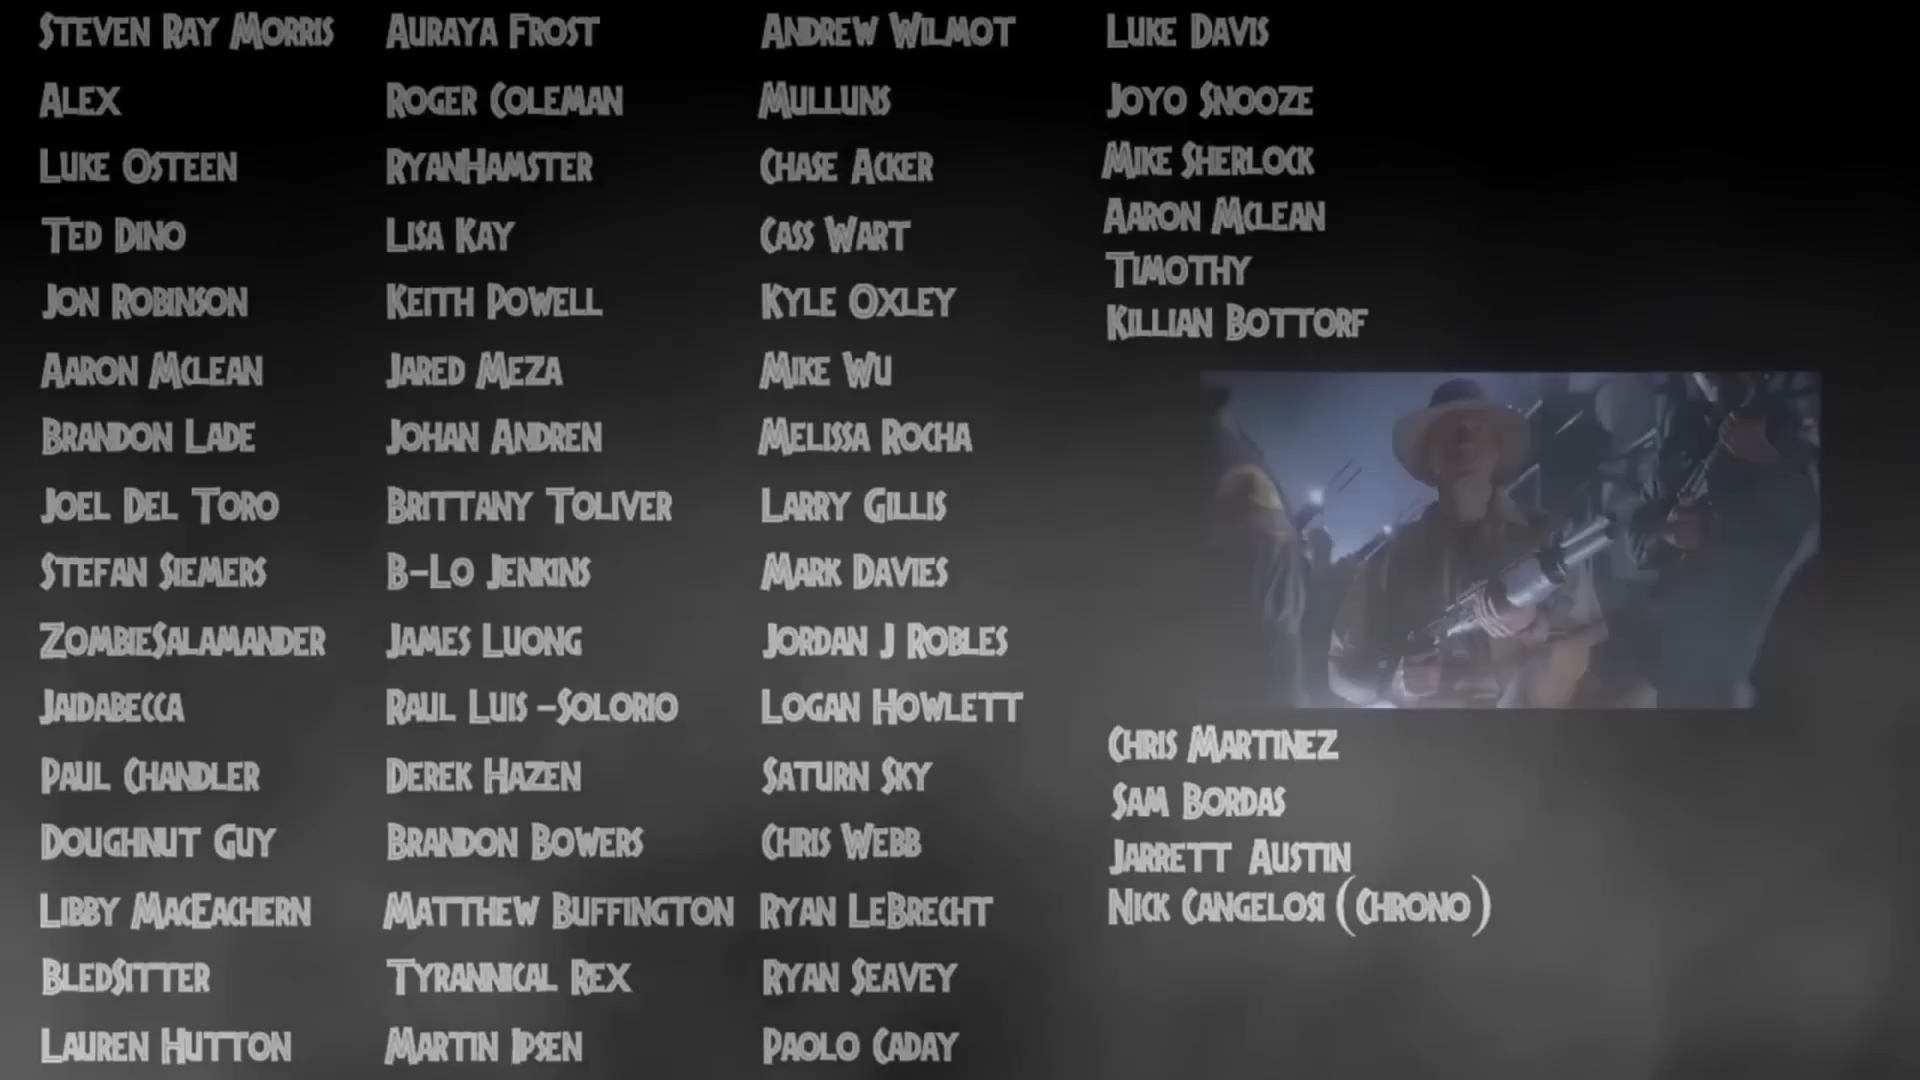 Steven Ray Morris
Alex
Luke Osteen
Ted Dino
Jon Robinson
Aaron Mclean
Brandon Lade
Joel Del Toro
Stefan Siemers
ZombieSalamander
Jaidabecca
Paul Chandler
Doughnut Guy
Libby MacEachern
BledSitter
Lauren Hutton
Auraya Frost
Roger Coleman
RyanHamster
Lisa Kay
Keith Powell
Jared Meza
Johan Andren
Brittany Toliver
B-Lo Jenkins
James Luong
Raul Luis -Solorio
Derek Hazen
Brandon Bowers
Matthew Buffington
Tyrannical Rex
Martin Ipsen
Andrew Wilmot
Mulluns
Chase Acker
Cass Wart
Kyle Oxley
Mike Wu
Melissa Rocha
Larry Gillis
Mark Davies
Jordan J Robles
Logan Howlett
Saturn Sky
Chris Webb
Ryan LeBrecht
Ryan Seavey
Paolo Caday
Luke Davis
Joyo Snooze
Mike Sherlock
Aaron Mclean
Timothy
Killian Bottorf
Chris Martinez
Sam Bordas
Jarrett Austin
Nick Cangelosi (Chrono)